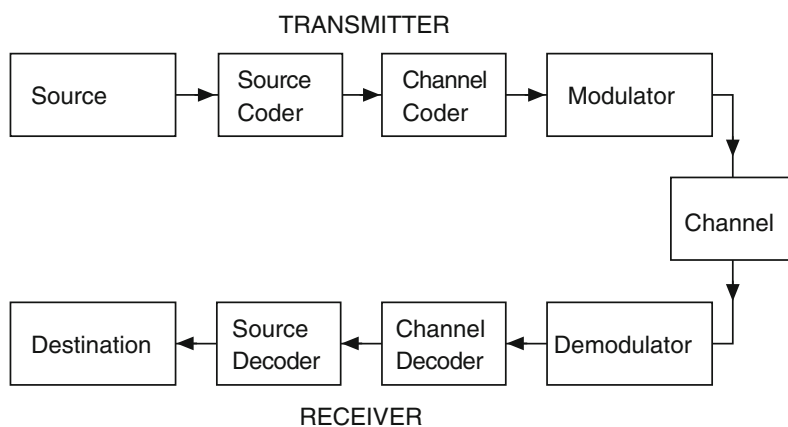 TRANSMITTER
Source
Source
Coder
Channel
Coder
Modulator
Channel
Destination
Source
Decoder
Channel
Decoder
Demodulator
RECEIVER